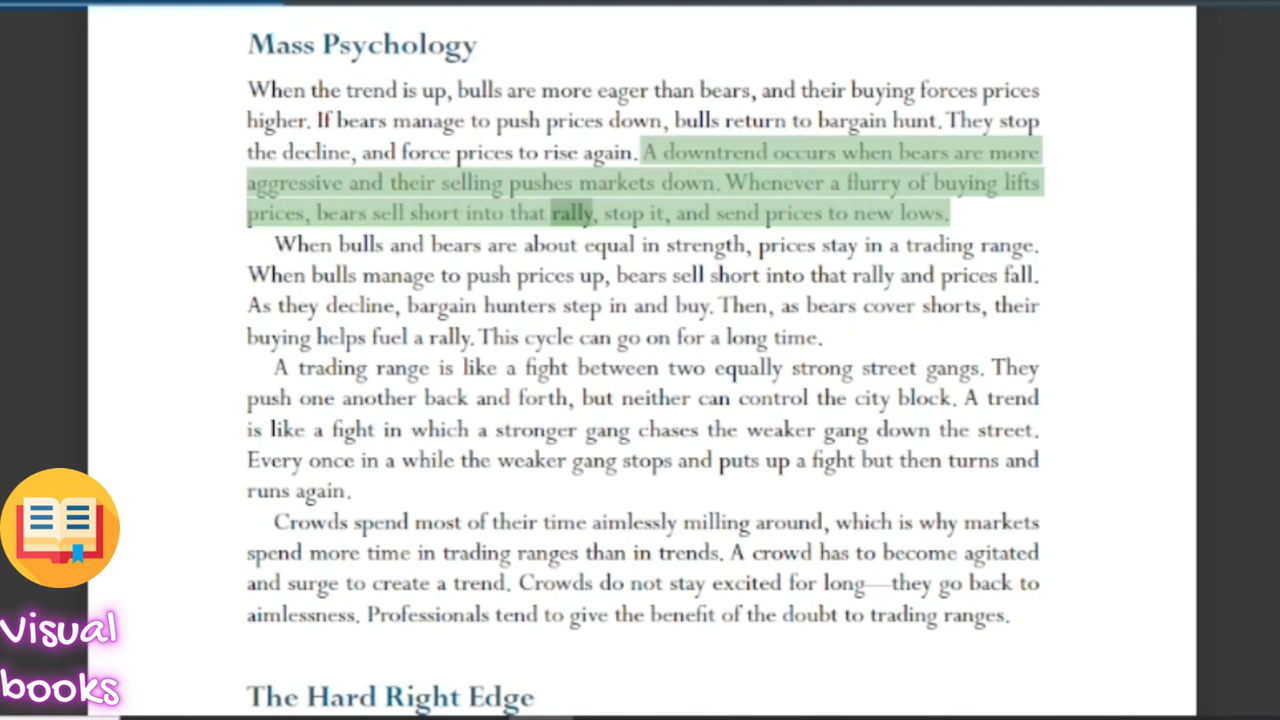 Mass Psychology
When the trend is up, bulls are more eager than bears, and their buying forces prices
higher. If bears manage to push prices down, bulls return to bargain hunt. They stop
the decline, and force prices to rise again. A downtrend occurs when bears are more
aggressive and their selling pushes markets down. Whenever a flurry of buying lifts
prices, bears sell short into that rally, stop it, and send prices to new lows.
When bulls and bears are about equal in strength, prices stay in a trading range.
When bulls manage to push prices up, bears sell short into that rally and prices fall.
As they decline, bargain hunters step in and buy. Then, as bears cover shorts, their
buying helps fuel a rally. This cycle can go on for a long time.
A trading range is like a fight between two equally strong street gangs. They
push one another back and forth, but neither can control the city block. A trend
is like a fight in which a stronger gang chases the weaker gang down the street.
Every once in a while the weaker gang stops and puts up a fight but then turns and
runs again.
Crowds spend most of their time aimlessly milling around, which is why markets
spend more time in trading ranges than in trends. A crowd has to become agitated
and surge to create a trend. Crowds do not stay excited for long—they go back to
aimlessness. Professionals tend to give the benefit of the doubt to trading ranges.
The Hard Right Edge
Visual
books